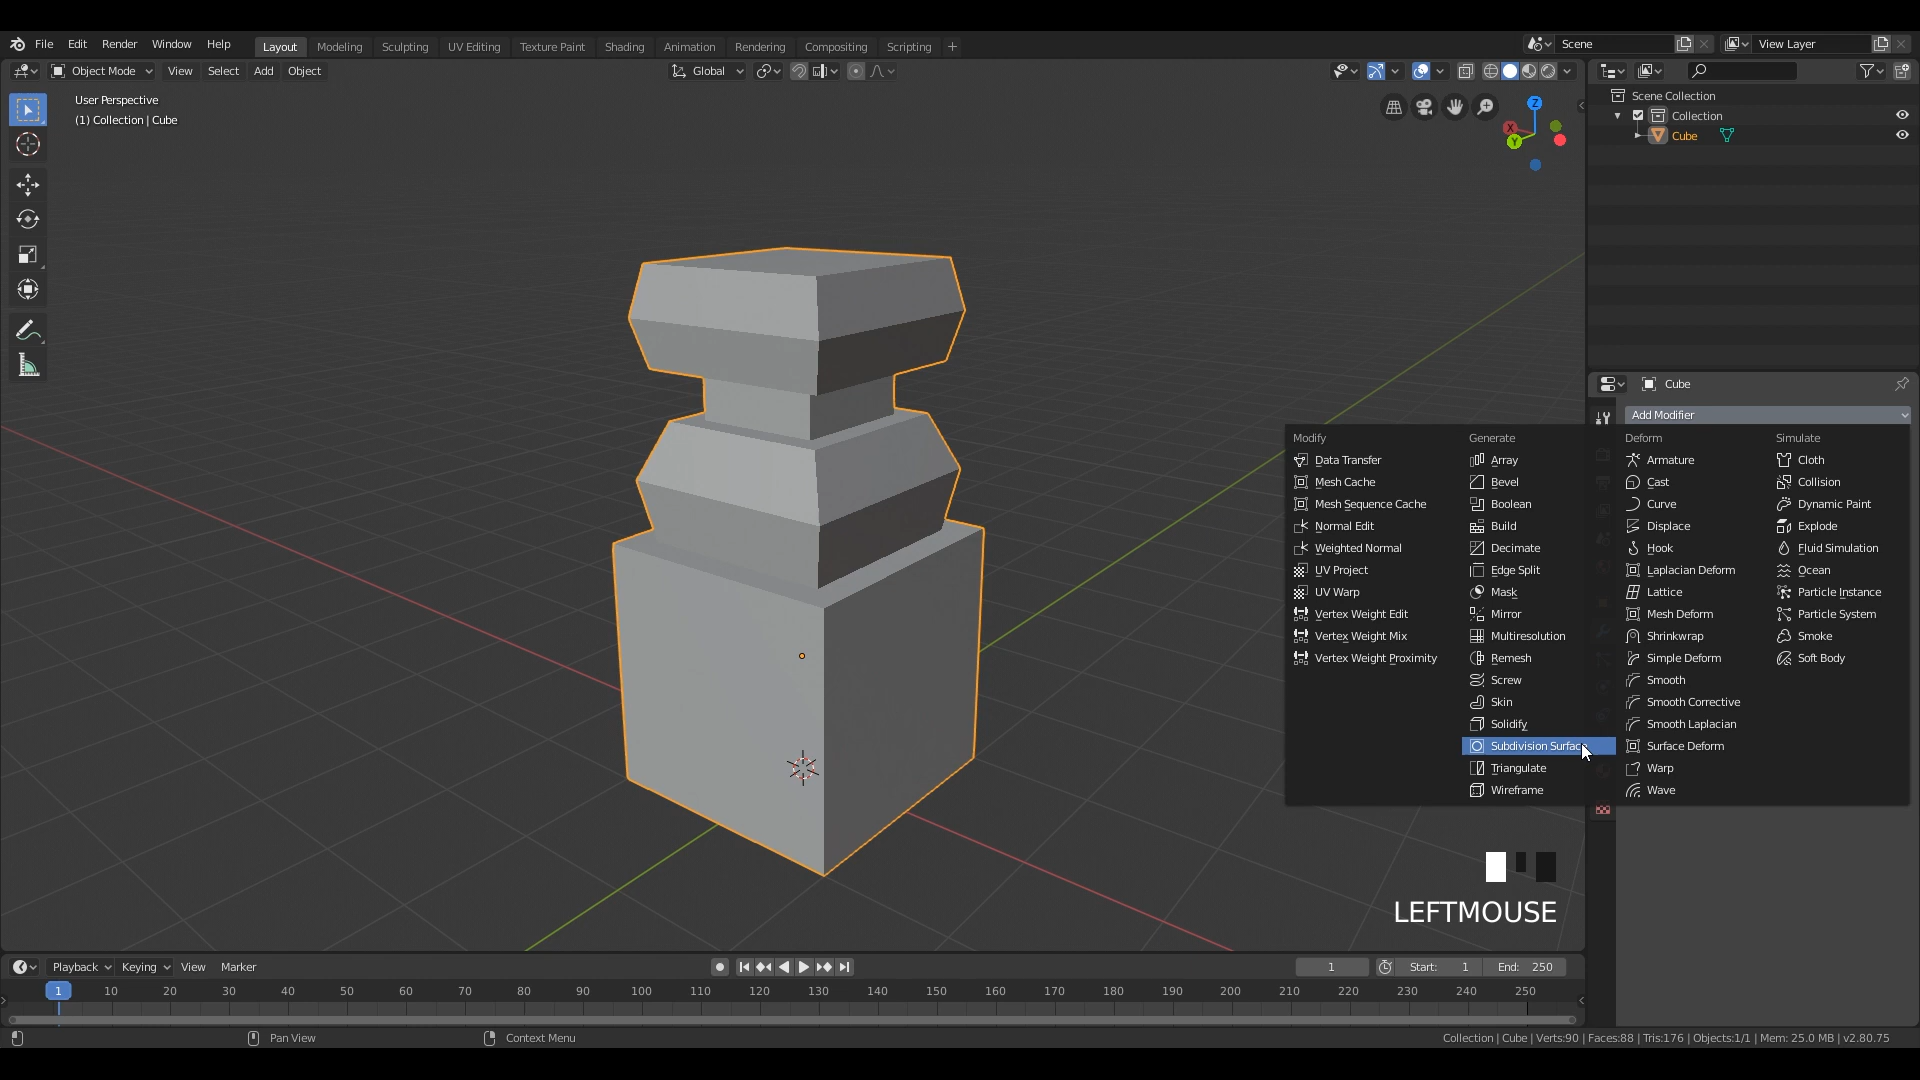 File Edit Render Window Help Layout Modeling Sculpting UV Editing Texture Paint Shading Animation Rendering Compositing Scripting + Scene View Layer
Object Mode View Select Add Object Global
User Perspective
(1) Collection | Cube
Z
X
Y
Scene Collection
Collection
Cube
Cube
Add Modifier
Modify Generate Deform Simulate
Data Transfer Array Armature Cloth
Mesh Cache Bevel Cast Collision
Mesh Sequence Cache Boolean Curve Dynamic Paint
Normal Edit Build Displace Explode
Weighted Normal Decimate Hook Fluid Simulation
UV Project Edge Split Laplacian Deform Ocean
UV Warp Mask Lattice Particle Instance
Vertex Weight Edit Mirror Mesh Deform Particle System
Vertex Weight Mix Multiresolution Shrinkwrap Smoke
Vertex Weight Proximity Remesh Simple Deform Soft Body
Screw Smooth
Skin Smooth Corrective
Solidify Smooth Laplacian
Subdivision Surface Surface Deform
Triangulate Warp
Wireframe Wave
LEFTMOUSE
Playback Keying View Marker 1 Start: 1 End: 250
1 10 20 30 40 50 60 70 80 90 100 110 120 130 140 150 160 170 180 190 200 210 220 230 240 250
Pan View Context Menu Collection | Cube | Verts:90 | Faces:88 | Tris:176 | Objects:1/1 | Mem: 25.0 MB | v2.80.75